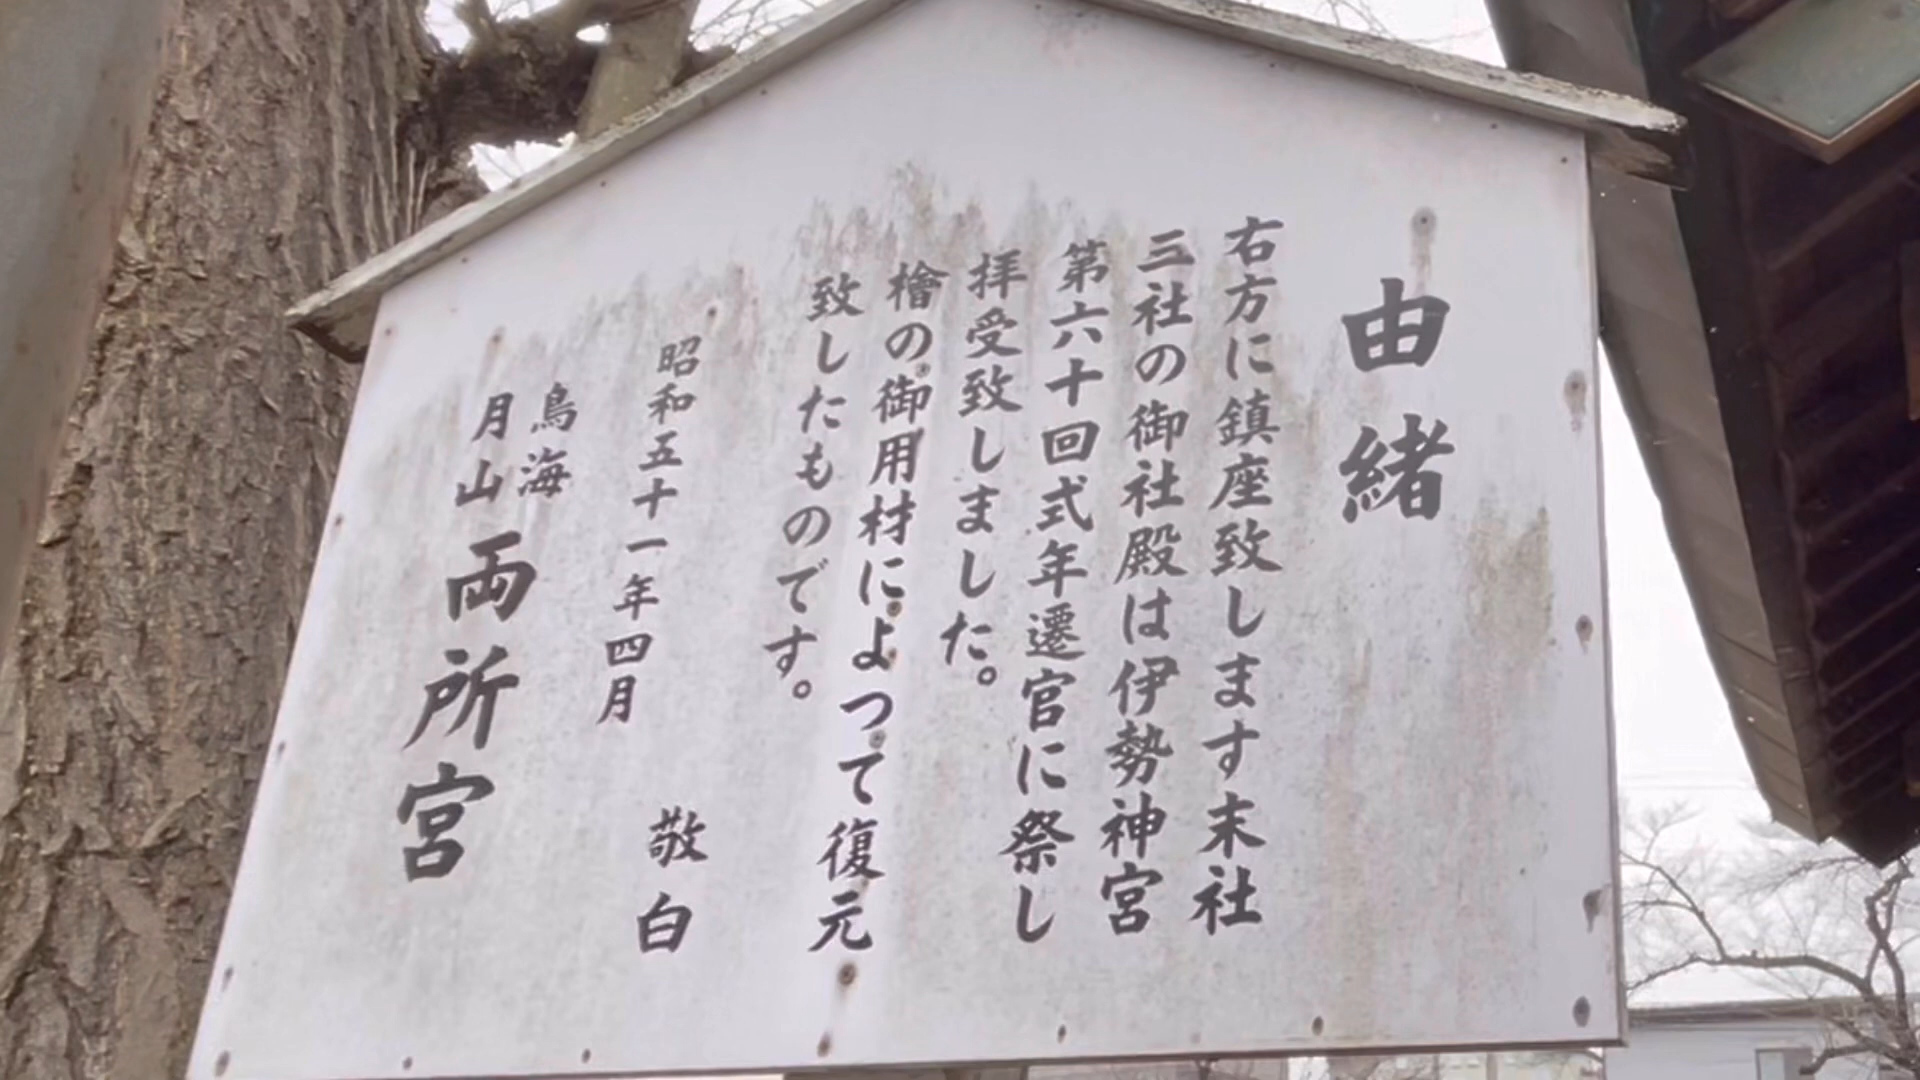 由緒
右方に鎮座致します末社
三社の御社殿は伊勢神宮
第六十回式年遷宮に祭し
拝受致しました。
檜の御用材によつて復元
致したものです。
昭和五十一年四月
敬白
鳥海
月山
両所宮